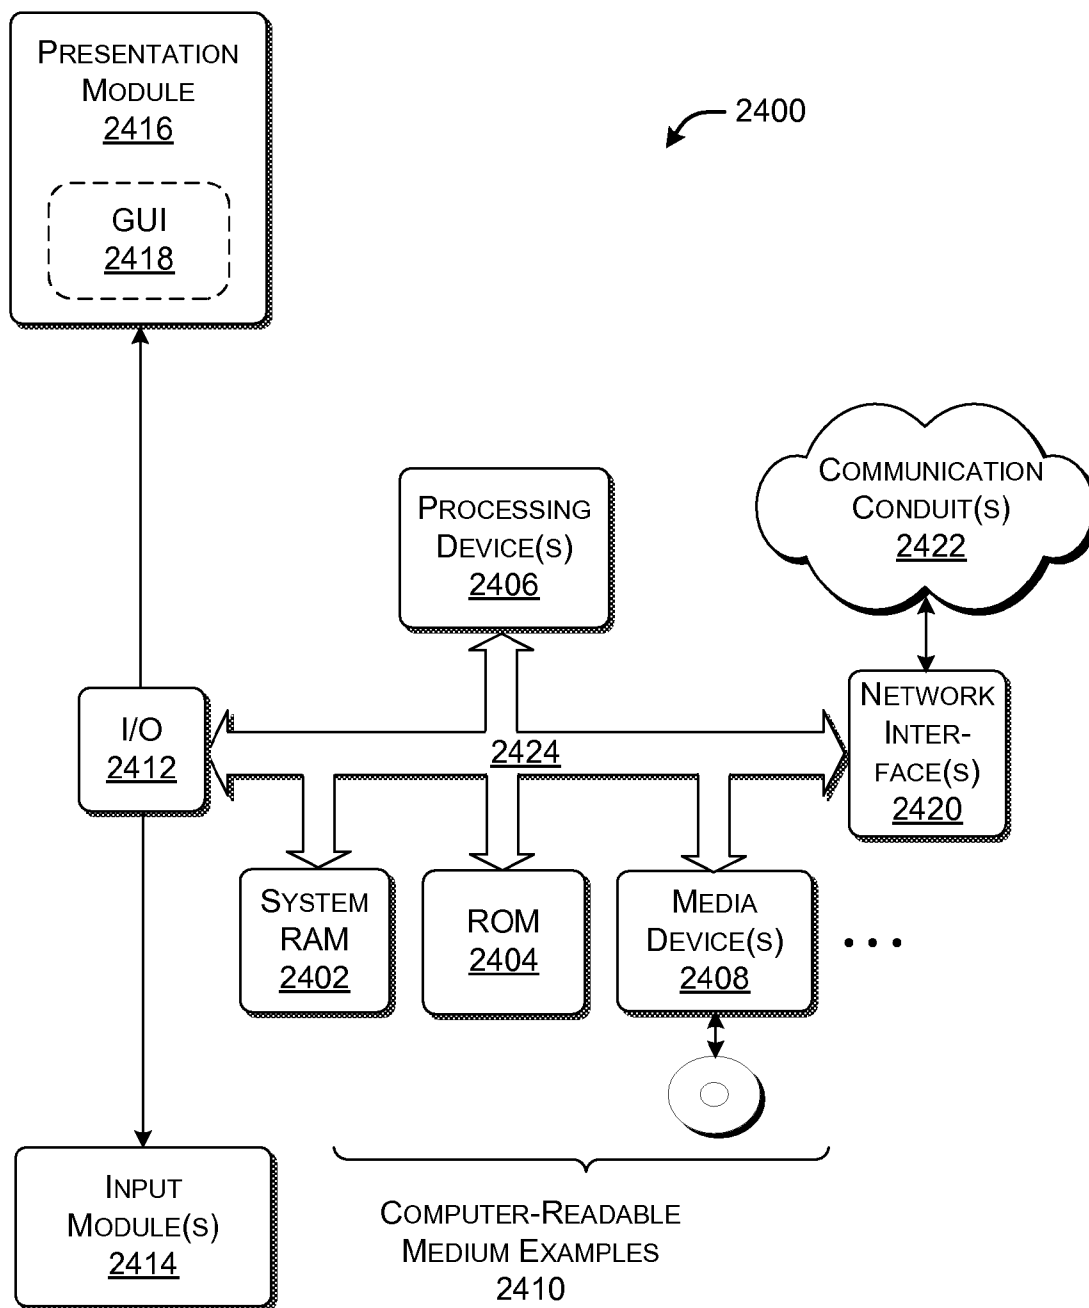 PRESENTATION
MODULE
2416
GUI
2418
2400
COMMUNICATION
CONDUIT(S)
2422
PROCESSING
DEVICE(S)
2406
I/O
2412
2424
NETWORK
INTER-
FACE(S)
2420
SYSTEM
RAM
2402
ROM
2404
MEDIA
DEVICE(S)
2408
• • •
INPUT
MODULE(S)
2414
COMPUTER-READABLE
MEDIUM EXAMPLES
2410